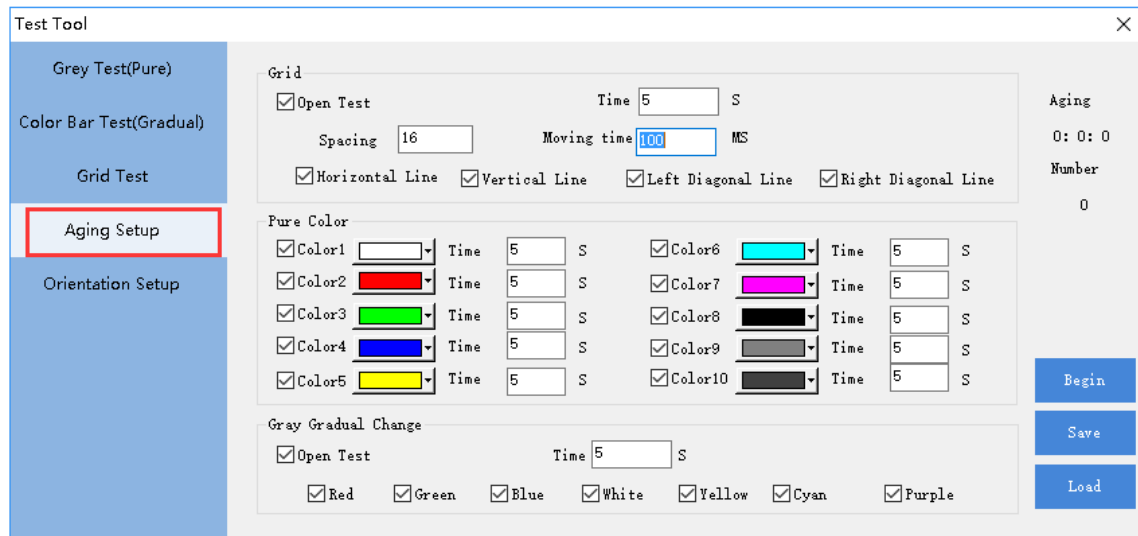 Test Tool
Grey Test(Pure)
Color Bar Test(Gradual)
Grid Test
Aging Setup
Orientation Setup
Grid
Open Test Time 5 S
Spacing 16 Moving time 100 MS
Horizontal Line Vertical Line Left Diagonal Line Right Diagonal Line
Pure Color
Color1 Time 5 S Color6 Time 5 S
Color2 Time 5 S Color7 Time 5 S
Color3 Time 5 S Color8 Time 5 S
Color4 Time 5 S Color9 Time 5 S
Color5 Time 5 S Color10 Time 5 S
Gray Gradual Change
Open Test Time 5 S
Red Green Blue White Yellow Cyan Purple
Aging
0: 0: 0
Number
0
Begin
Save
Load